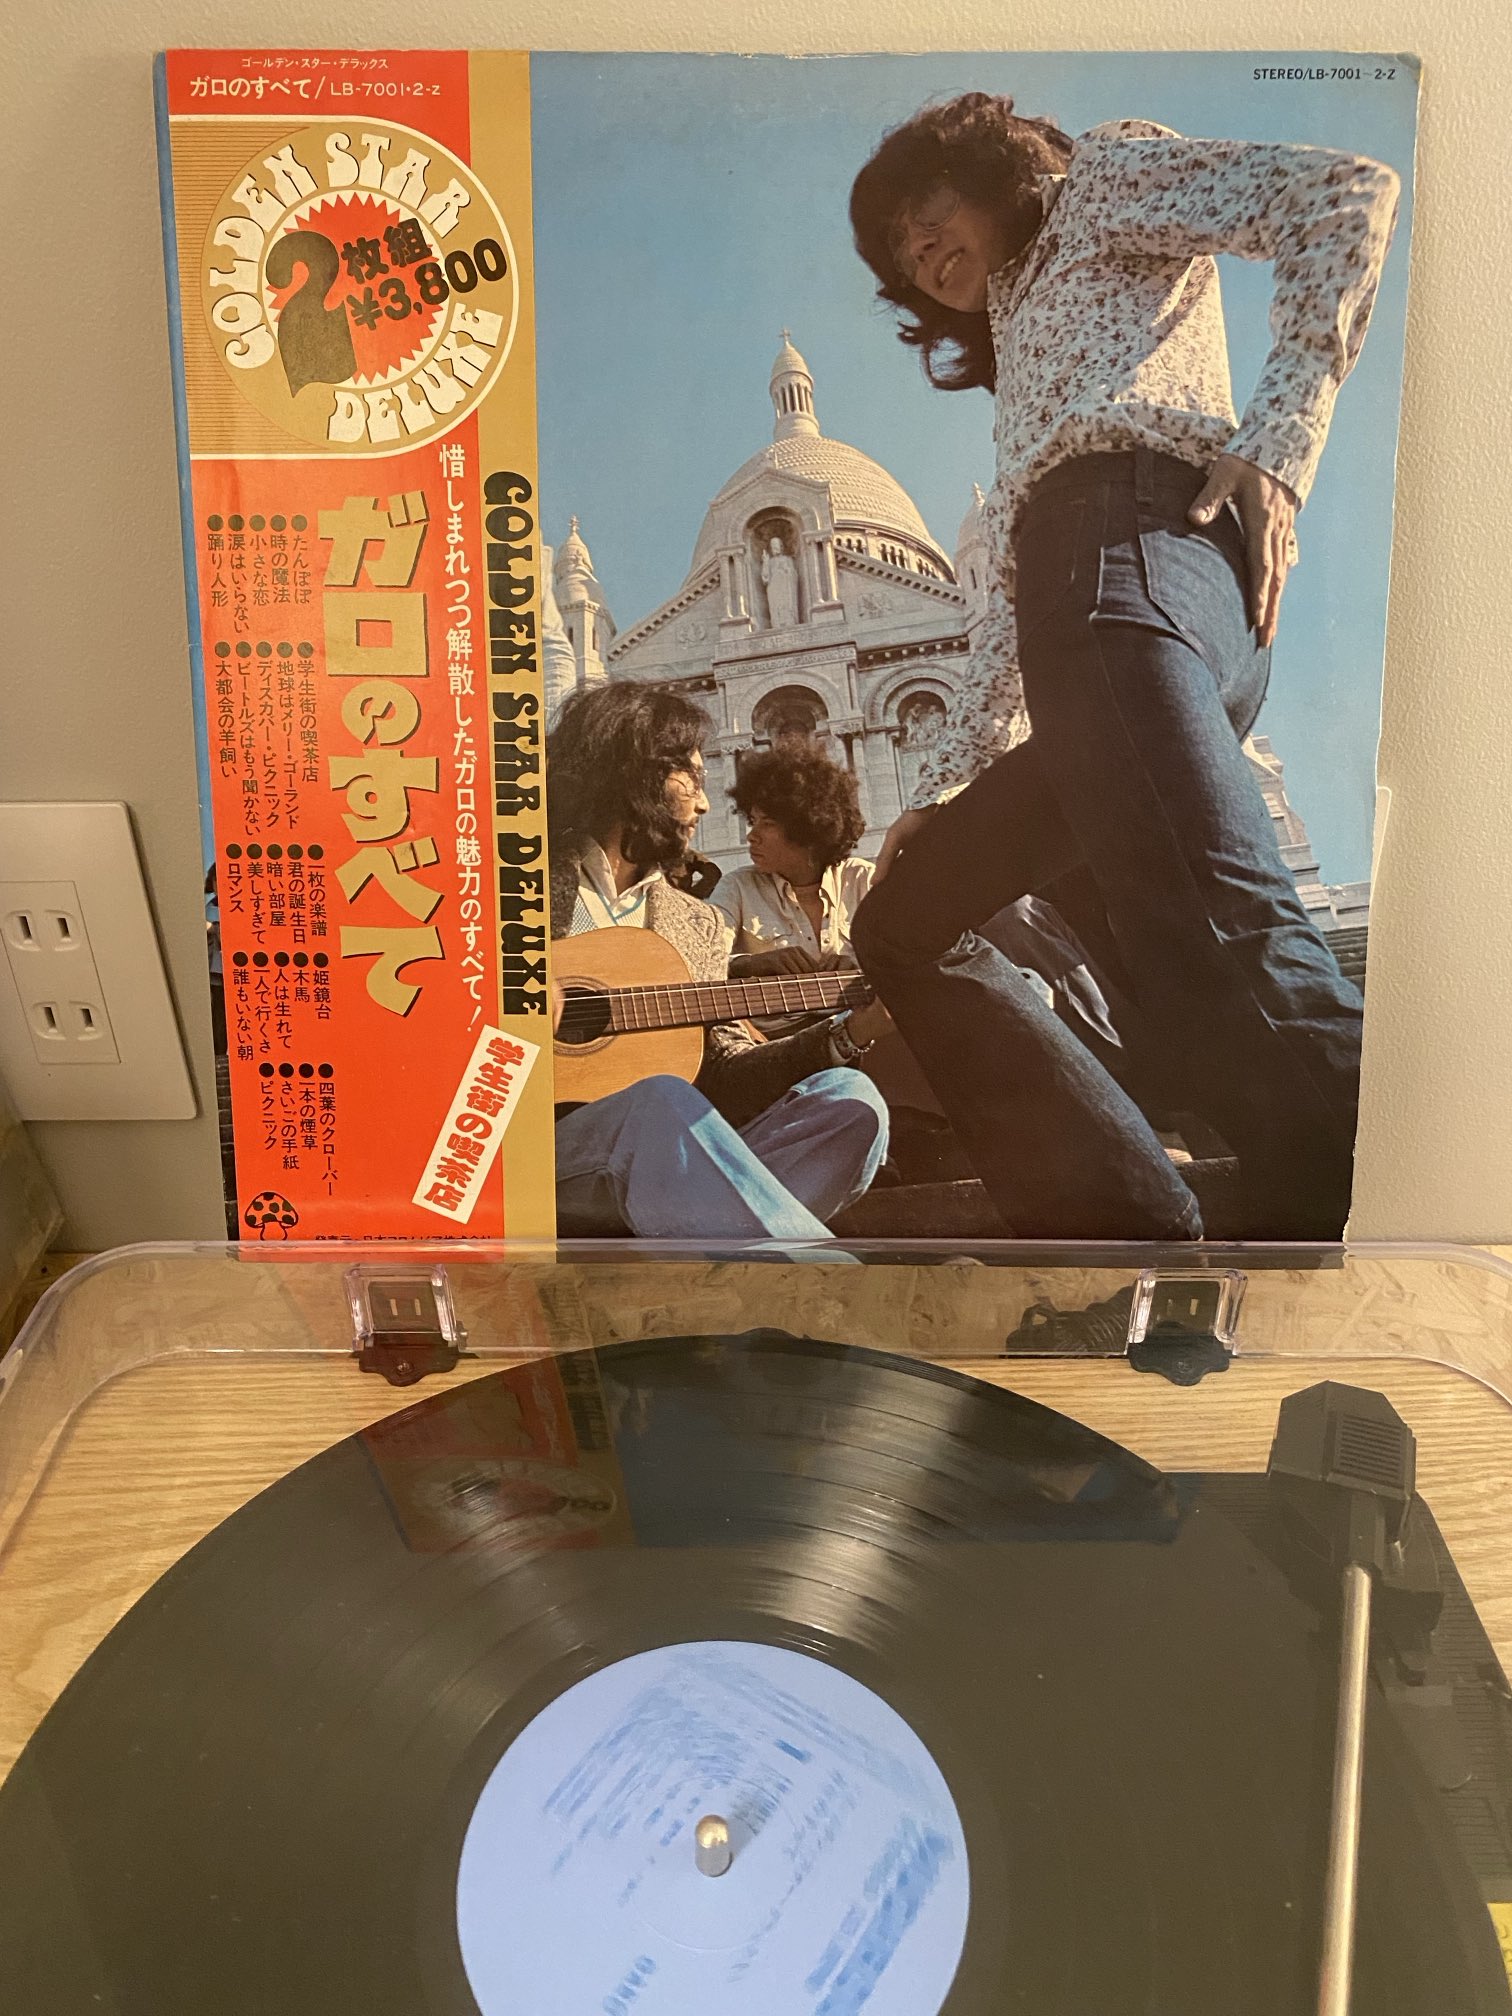 ゴールデン・スター・デラックス
ガロのすべて/LB-7001・2-Z
STEREO/LB-7001~2-Z
GOLDEN STAR
2枚組
¥3,800
DELUXE
惜しまれつつ解散したガロの魅力のすべて!
GOLDEN STAR DELUXE
ガロのすべて
学生街の喫茶店
●たんぽぽ
●時の魔法
●小さな恋
●涙はいらない
●踊り人形
●学生街の喫茶店
●地球はメリー・ゴーランド
●ディスカバー・ピクニック
●ビートルズはもう聞かない
●大都会の羊飼い
●一枚の楽譜
●君の誕生日
●暗い部屋
●美しすぎて
●ロマンス
●姫鏡台
●木馬
●人は生れて
●一人で行くさ
●誰もいない朝
●四葉のクローバー
●一本の煙草
●さいごの手紙
●ピクニック